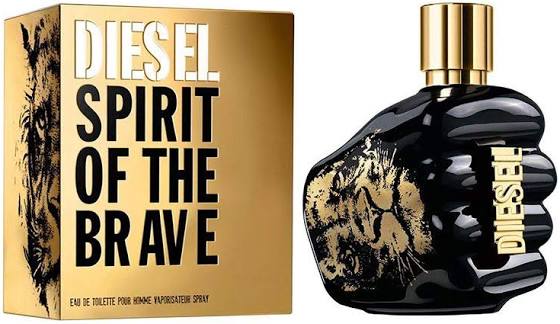 DIESEL
SPIRIT
OF THE
BRAVE
EAU DE TOILETTE POUR HOMME VAPORISATEUR SPRAY
DIESEL